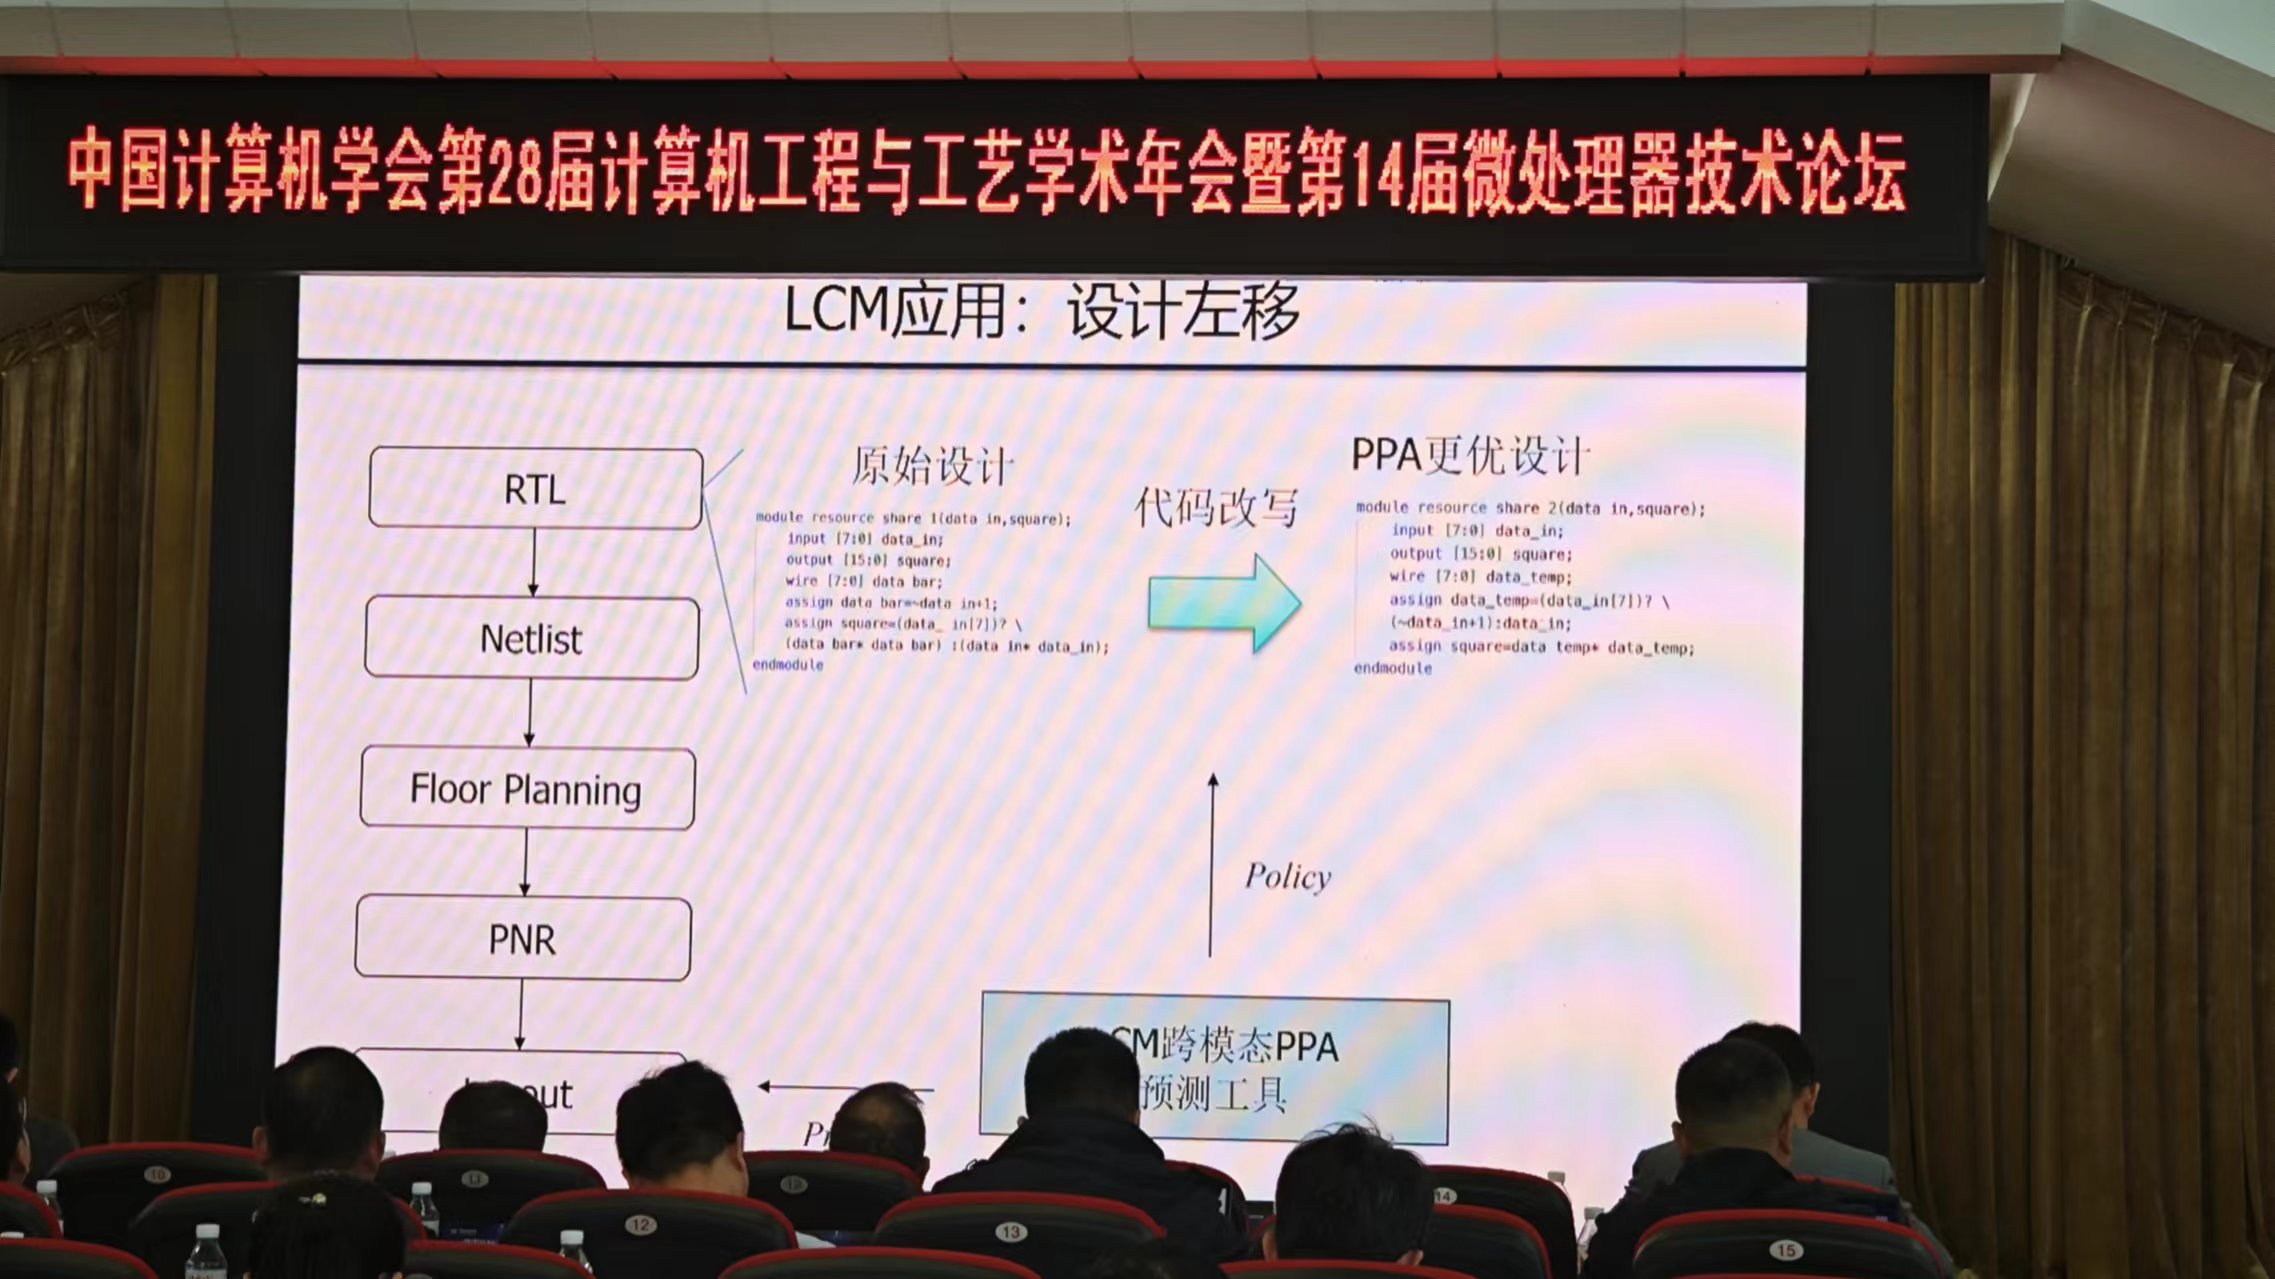 中国计算机学会第28届计算机工程与工艺学术年会暨第14届微处理器技术论坛
LCM应用：设计左移
RTL
Netlist
Floor Planning
PNR
原始设计
module resource share 1(data in,square);
input [7:0] data_in;
output [15:0] square;
wire [7:0] data bar;
assign data bar=~data in+1;
assign square=(data_ in[7])? \
(data bar* data bar) :(data in* data_in);
endmodule
代码改写
PPA更优设计
module resource share 2(data in,square);
input [7:0] data_in;
output [15:0] square;
wire [7:0] data_temp;
assign data_temp=(data_in[7])? \
(~data_in+1):data_in;
assign square=data temp* data_temp;
endmodule
Policy
CM跨模态PPA
预测工具
10
11
12
13
14
15